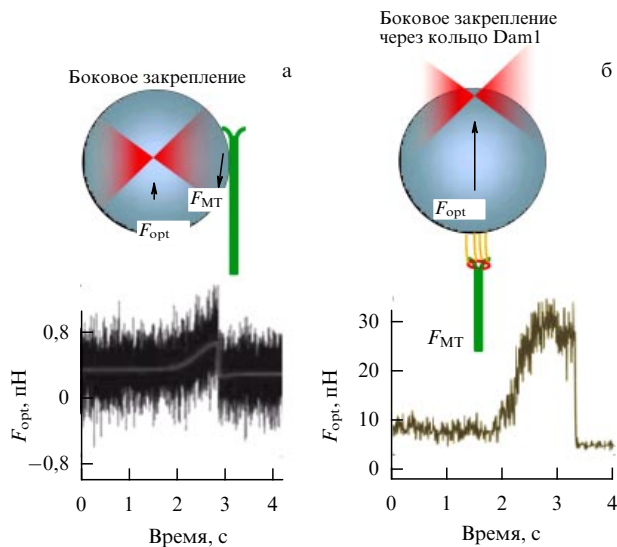 Боковое закрепление
а
F_MT
F_opt
0,8
0
−0,8
F_opt, пН
0 1 2 3 4
Время, с
Боковое закрепление
через кольцо Dam1
б
F_opt
F_MT
30
20
10
0
F_opt, пН
0 1 2 3 4
Время, с